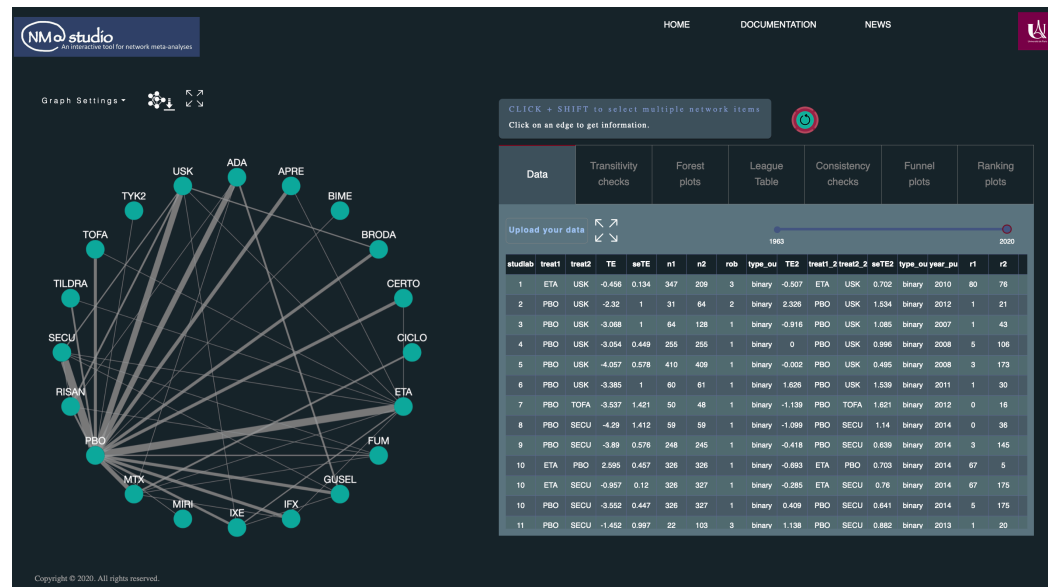 NMa studio
An interactive tool for network meta-analyses
HOME DOCUMENTATION NEWS
Graph Settings
CLICK + SHIFT to select multiple network items
Click on an edge to get information.
Data Transitivity checks Forest plots League Table Consistency checks Funnel plots Ranking plots
Upload your data
1963 2020
ADA
USK
APRE
TYK2
BIME
TOFA
BRODA
TILDRA
CERTO
SECU
CICLO
RISAN
ETA
PBO
FUM
MTX
GUSEL
MIRI
IFX
IXE
studlab treat1 treat2 TE seTE n1 n2 rob type_ou TE2 treat1_2 treat2_2 seTE2 type_ou year_pu r1 r2
1 ETA USK -0.456 0.134 347 209 3 binary -0.507 ETA USK 0.702 binary 2010 80 76
2 PBO USK -2.32 1 31 64 2 binary 2.326 PBO USK 1.534 binary 2012 1 21
3 PBO USK -3.068 1 64 128 1 binary -0.916 PBO USK 1.085 binary 2007 1 43
4 PBO USK -3.054 0.449 255 255 1 binary 0 PBO USK 0.996 binary 2008 5 106
5 PBO USK -4.057 0.578 410 409 1 binary -0.002 PBO USK 0.495 binary 2008 3 173
6 PBO USK -3.385 1 60 61 1 binary 1.626 PBO USK 1.539 binary 2011 1 30
7 PBO TOFA -3.537 1.421 50 48 1 binary -1.139 PBO TOFA 1.621 binary 2012 0 16
8 PBO SECU -4.29 1.412 59 59 1 binary -1.099 PBO SECU 1.14 binary 2014 0 36
9 PBO SECU -3.89 0.576 248 245 1 binary -0.418 PBO SECU 0.639 binary 2014 3 145
10 ETA PBO 2.595 0.457 326 326 1 binary -0.693 ETA PBO 0.703 binary 2014 67 5
10 ETA SECU -0.957 0.12 326 327 1 binary -0.285 ETA SECU 0.76 binary 2014 67 175
10 PBO SECU -3.552 0.447 326 327 1 binary 0.409 PBO SECU 0.641 binary 2014 5 175
11 PBO SECU -1.452 0.997 22 103 3 binary 1.138 PBO SECU 0.882 binary 2013 1 20
Copyright © 2020. All rights reserved.